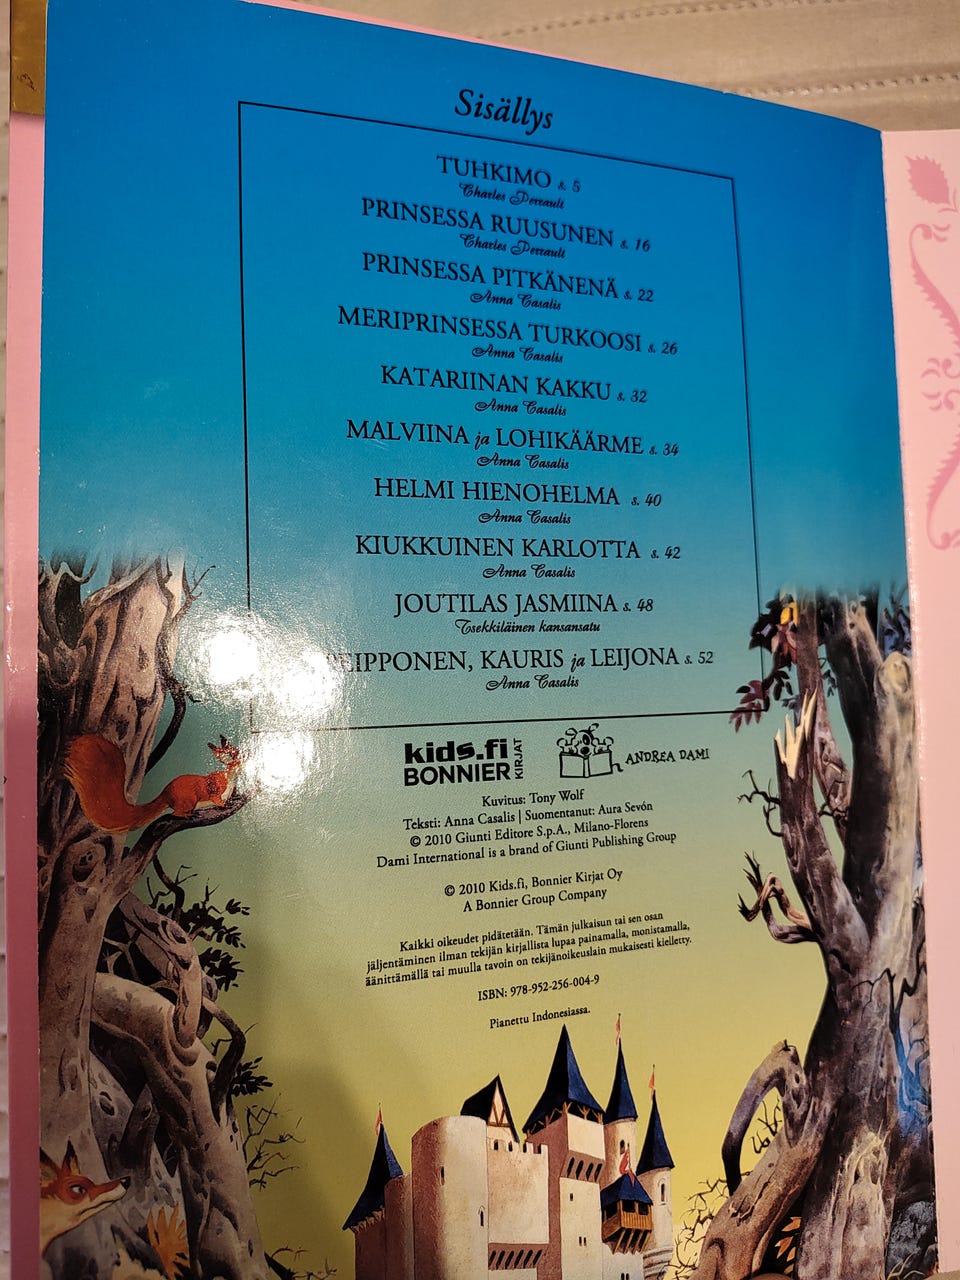 Sisällys
TUHKIMO s. 5
Charles Perrault
PRINSESSA RUUSUNEN s. 16
Charles Perrault
PRINSESSA PITKÄNENÄ s. 22
Anna Casalis
MERIPRINSESSA TURKOOSI s. 26
Anna Casalis
KATARIINAN KAKKU s. 32
Anna Casalis
MALVIINA ja LOHIKÄÄRME s. 34
Anna Casalis
HELMI HIENOHELMA s. 40
Anna Casalis
KIUKKUINEN KARLOTTA s. 42
Anna Casalis
JOUTILAS JASMIINA s. 48
Tsekkiläinen kansansatu
KAURIS ja LEIJONA s. 52
Anna Casalis
kids.fi
BONNIER KIRJAT
ANDREA DAMI
Kuvitus: Tony Wolf
Teksti: Anna Casalis | Suomentanut: Aura Sevón
© 2010 Giunti Editore S.p.A., Milano-Florens
Dami International is a brand of Giunti Publishing Group
© 2010 Kids.fi, Bonnier Kirjat Oy
A Bonnier Group Company
Kaikki oikeudet pidätetään. Tämän julkaisun tai sen osan
jäljentäminen ilman tekijän kirjallista lupaa painamalla, monistamalla,
äänittämällä tai muulla tavoin on tekijänoikeuslain mukaisesti kielletty.
ISBN: 978-952-256-004-9
Pianettu Indonesiassa.